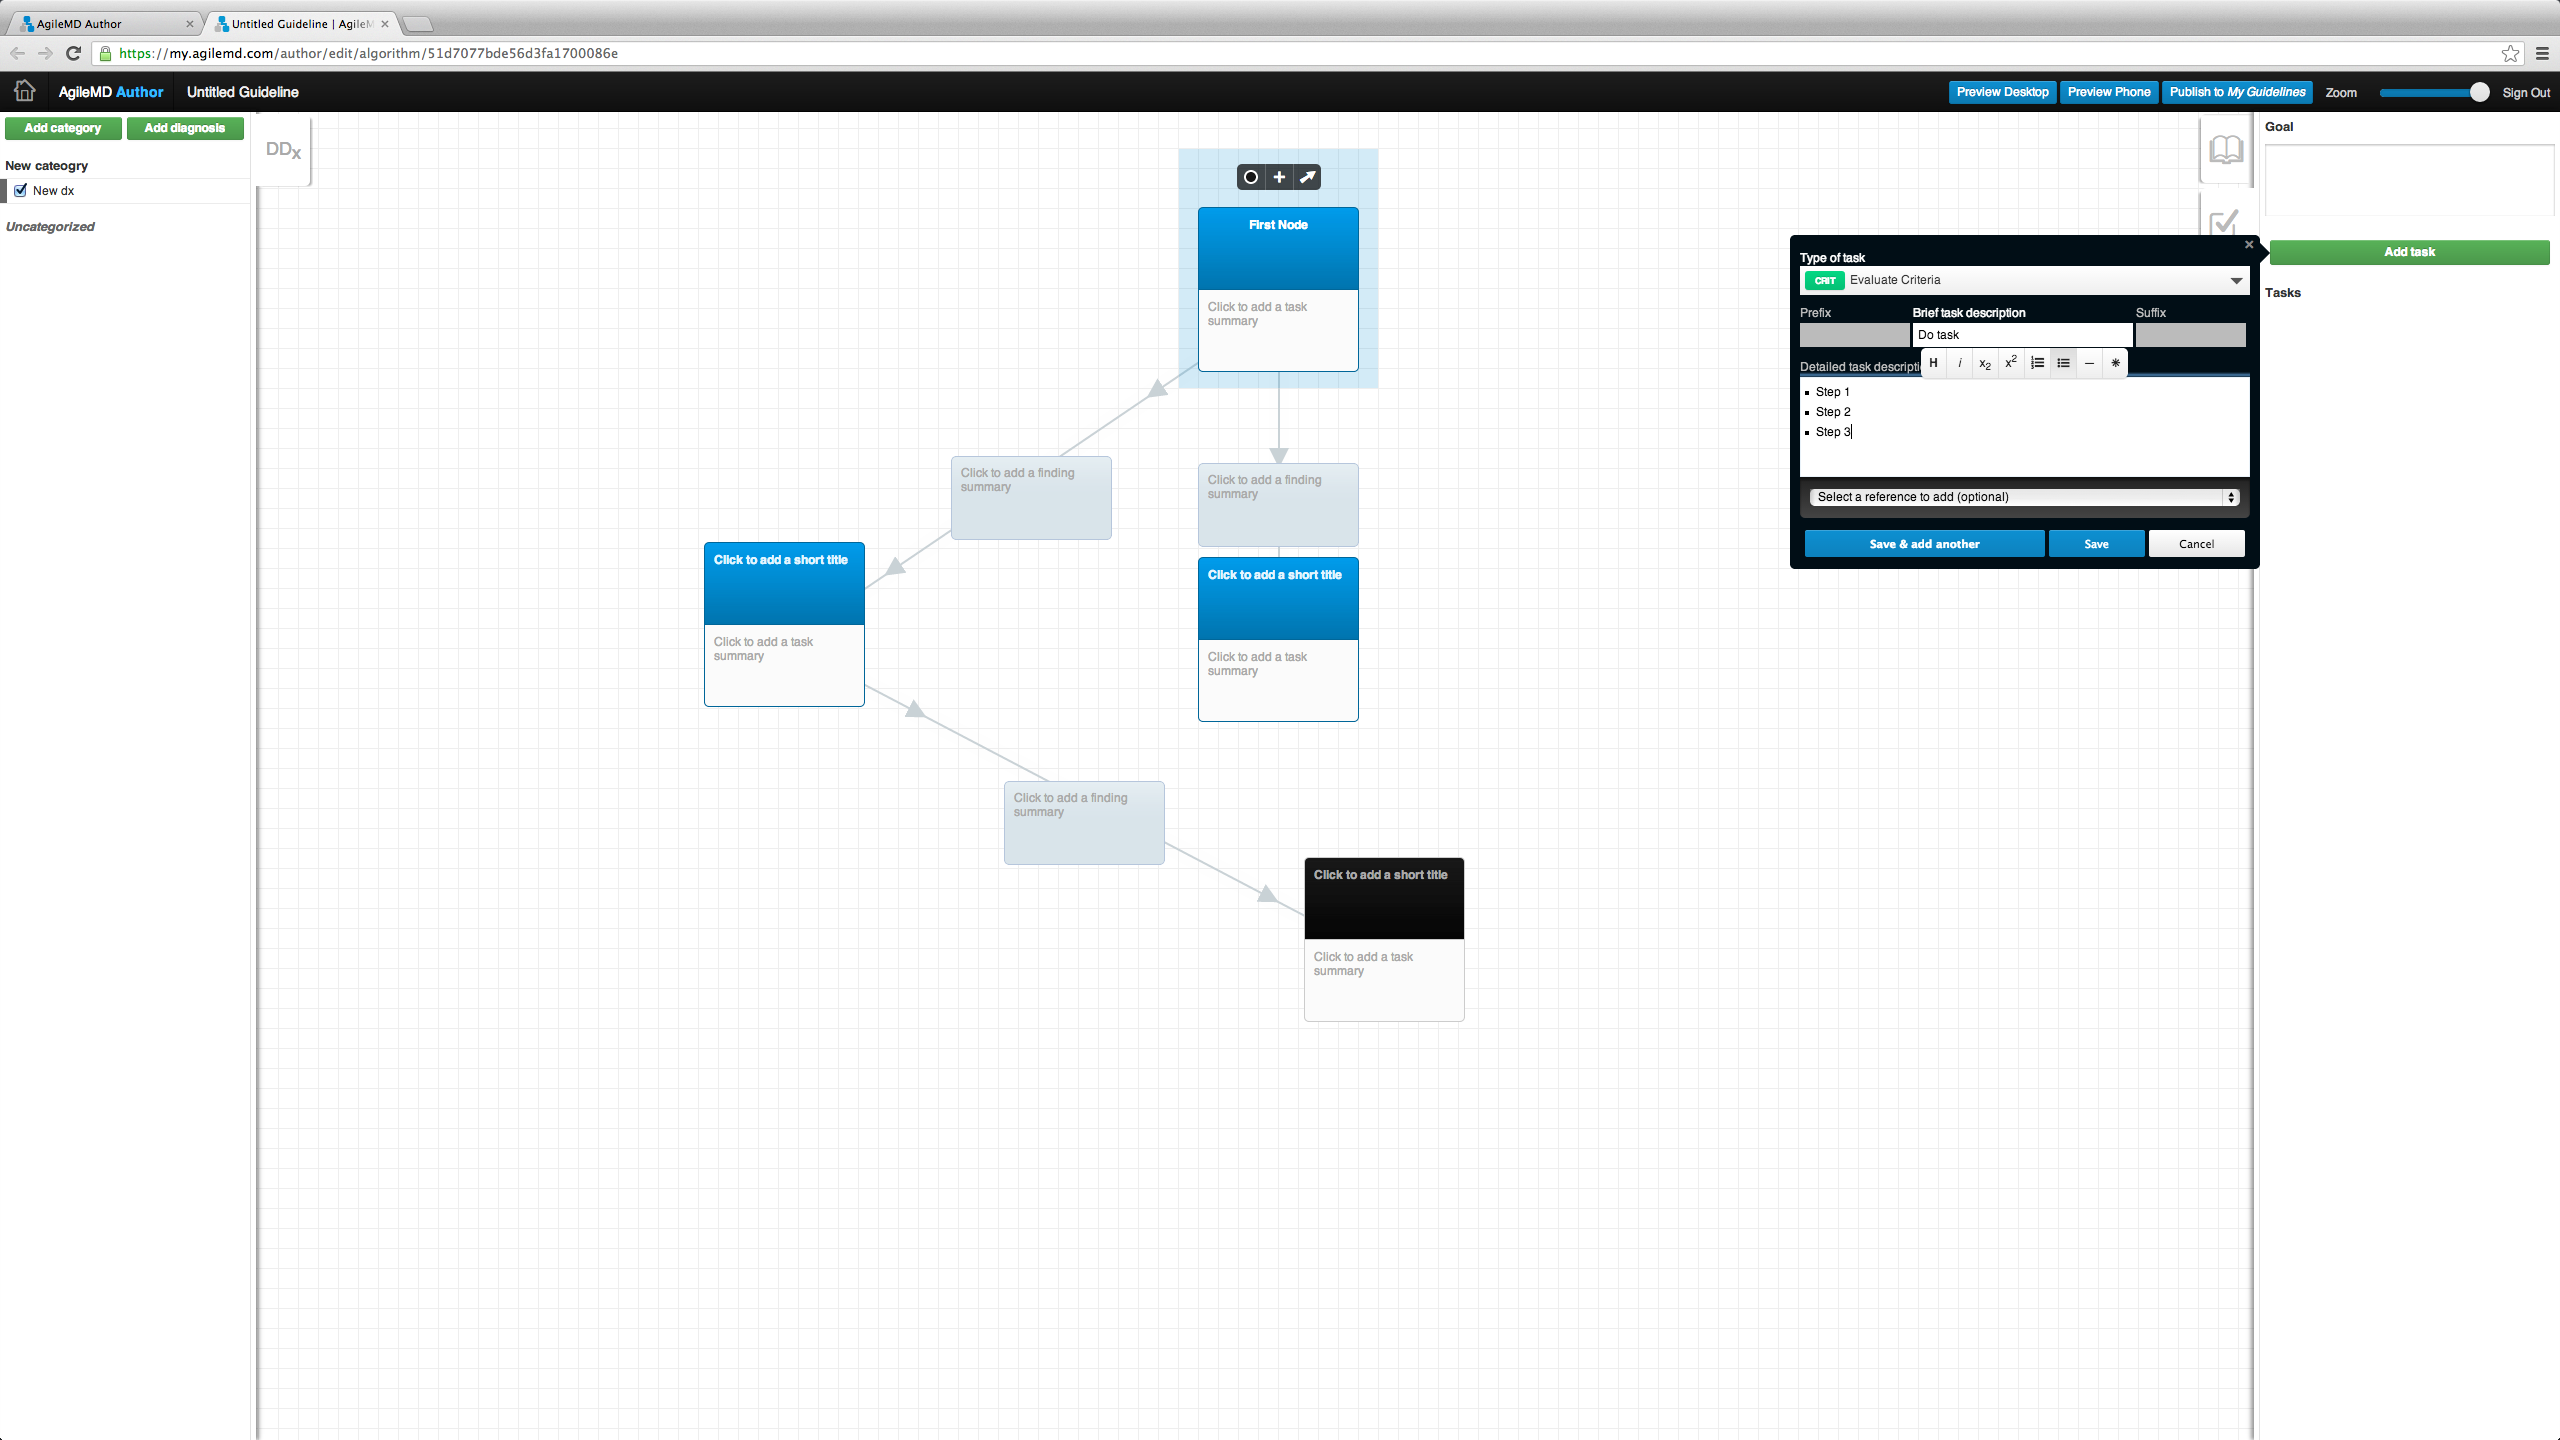 AgileMD Author
Untitled Guideline | AgileM
https://my.agilemd.com/author/edit/algorithm/51d7077bde56d3fa1700086e
AgileMD Author
Untitled Guideline
Preview Desktop
Preview Phone
Publish to My Guidelines
Zoom
Sign Out
Add category
Add diagnosis
New cateogry
New dx
Uncategorized
DDx
First Node
Click to add a task
summary
Click to add a finding
summary
Click to add a finding
summary
Click to add a short title
Click to add a task
summary
Click to add a short title
Click to add a task
summary
Click to add a finding
summary
Click to add a short title
Click to add a task
summary
Type of task
CRIT Evaluate Criteria
Prefix
Brief task description
Suffix
Do task
Detailed task descripti
H i x2 x2
Step 1
Step 2
Step 3
Select a reference to add (optional)
Save & add another
Save
Cancel
Goal
Add task
Tasks